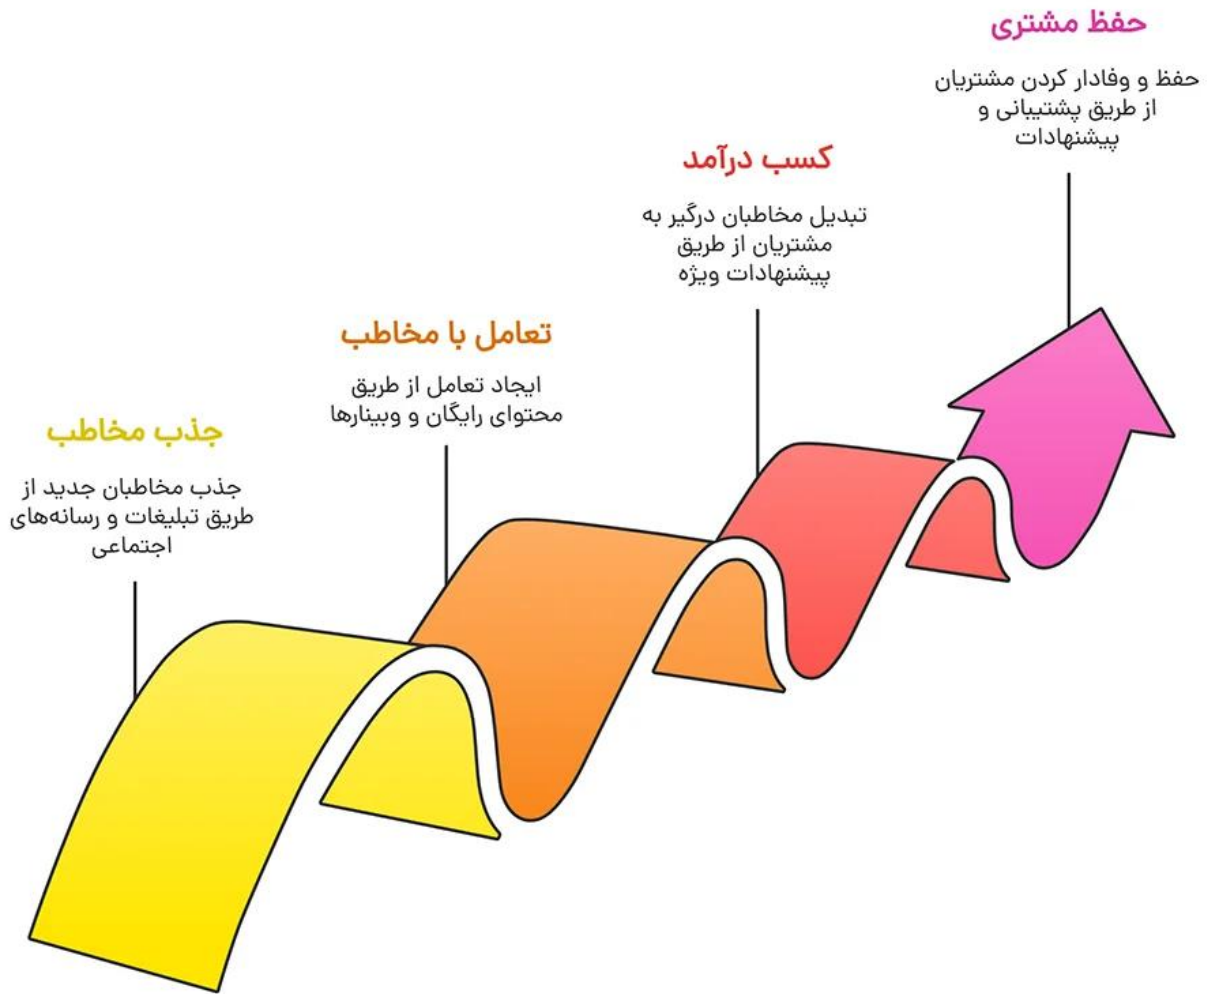 جذب مخاطب
جذب مخاطبان جدید از
طریق تبلیغات و رسانه‌های
اجتماعی
تعامل با مخاطب
ایجاد تعامل از طریق
محتوای رایگان و وبینارها
کسب درآمد
تبدیل مخاطبان درگیر به
مشتریان از طریق
پیشنهادات ویژه
حفظ مشتری
حفظ و وفادار کردن مشتریان
از طریق پشتیبانی و
پیشنهادات